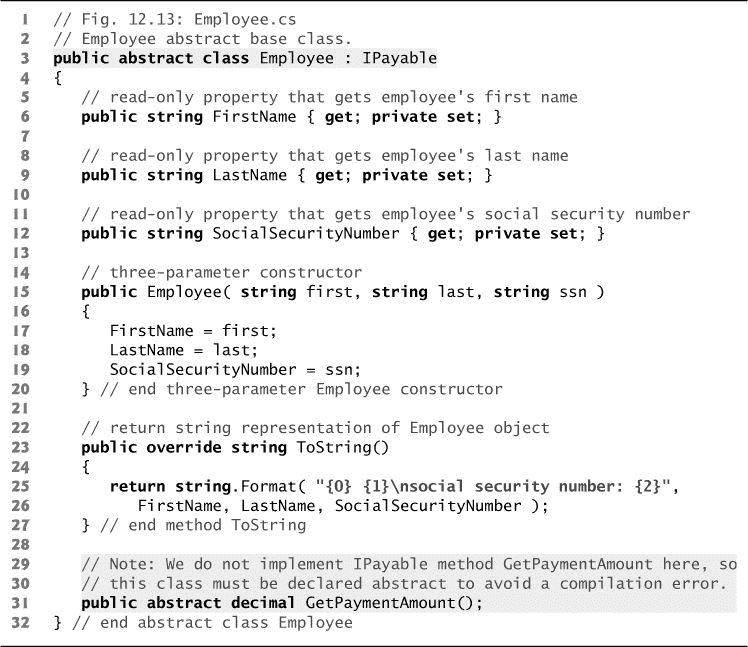 1 // Fig. 12.13: Employee.cs
2 // Employee abstract base class.
3 public abstract class Employee : IPayable
4 {
5 // read-only property that gets employee's first name
6 public string FirstName { get; private set; }
7
8 // read-only property that gets employee's last name
9 public string LastName { get; private set; }
10
11 // read-only property that gets employee's social security number
12 public string SocialSecurityNumber { get; private set; }
13
14 // three-parameter constructor
15 public Employee( string first, string last, string ssn )
16 {
17 FirstName = first;
18 LastName = last;
19 SocialSecurityNumber = ssn;
20 } // end three-parameter Employee constructor
21
22 // return string representation of Employee object
23 public override string ToString()
24 {
25 return string.Format( "{0} {1}\nsocial security number: {2}",
26 FirstName, LastName, SocialSecurityNumber );
27 } // end method ToString
28
29 // Note: We do not implement IPayable method GetPaymentAmount here, so
30 // this class must be declared abstract to avoid a compilation error.
31 public abstract decimal GetPaymentAmount();
32 } // end abstract class Employee